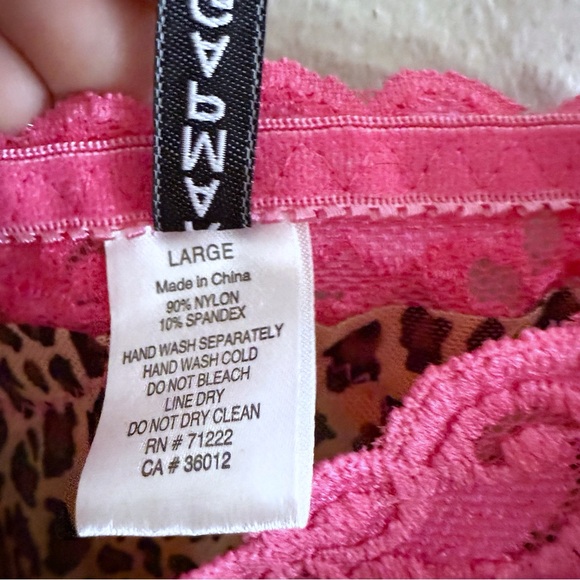 LARGE
Made in China
90% NYLON
10% SPANDEX
HAND WASH SEPARATELY
HAND WASH COLD
DO NOT BLEACH
LINE DRY
DO NOT DRY CLEAN
RN # 71222
CA # 36012